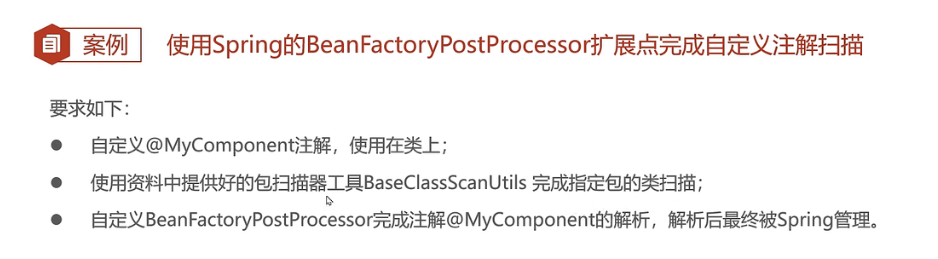 案例 使用Spring的BeanFactoryPostProcessor扩展点完成自定义注解扫描
要求如下：
● 自定义@MyComponent注解，使用在类上；
● 使用资料中提供好的包扫描器工具BaseClassScanUtils 完成指定包的类扫描；
● 自定义BeanFactoryPostProcessor完成注解@MyComponent的解析，解析后最终被Spring管理。